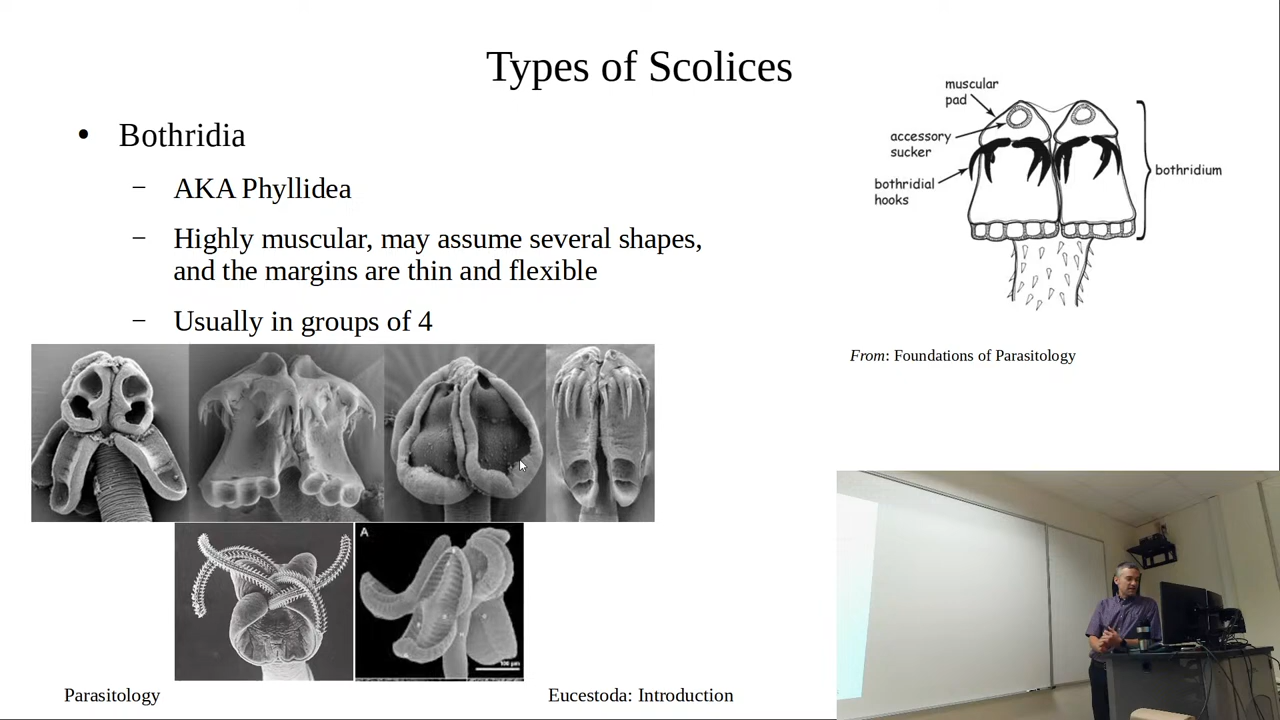 Types of Scolices
• Bothridia
– AKA Phyllidea
– Highly muscular, may assume several shapes,
and the margins are thin and flexible
– Usually in groups of 4
muscular
pad
accessory
sucker
bothridial
hooks
bothridium
From: Foundations of Parasitology
A
100 µm
Parasitology
Eucestoda: Introduction